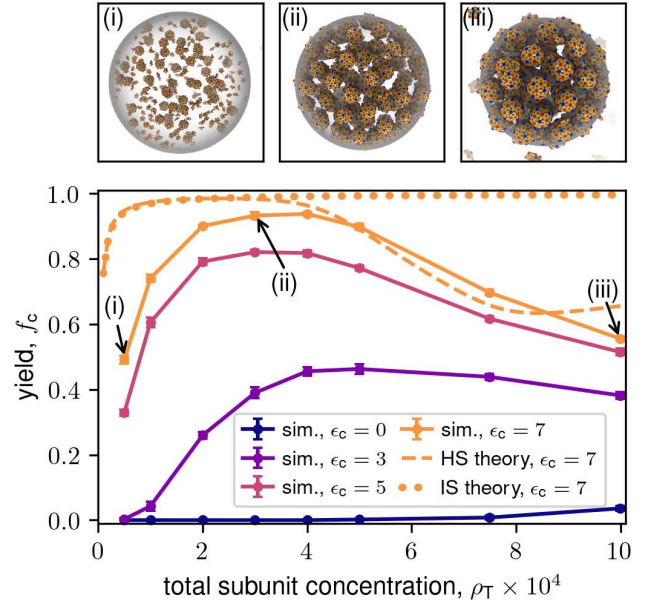 (i)
(ii)
(iii)
1.0
0.8
0.6
0.4
0.2
0.0
yield, f_c
(i)
(ii)
(iii)
sim., ϵ_c = 0
sim., ϵ_c = 3
sim., ϵ_c = 5
sim., ϵ_c = 7
HS theory, ϵ_c = 7
IS theory, ϵ_c = 7
0 2 4 6 8 10
total subunit concentration, ρ_T × 10⁴